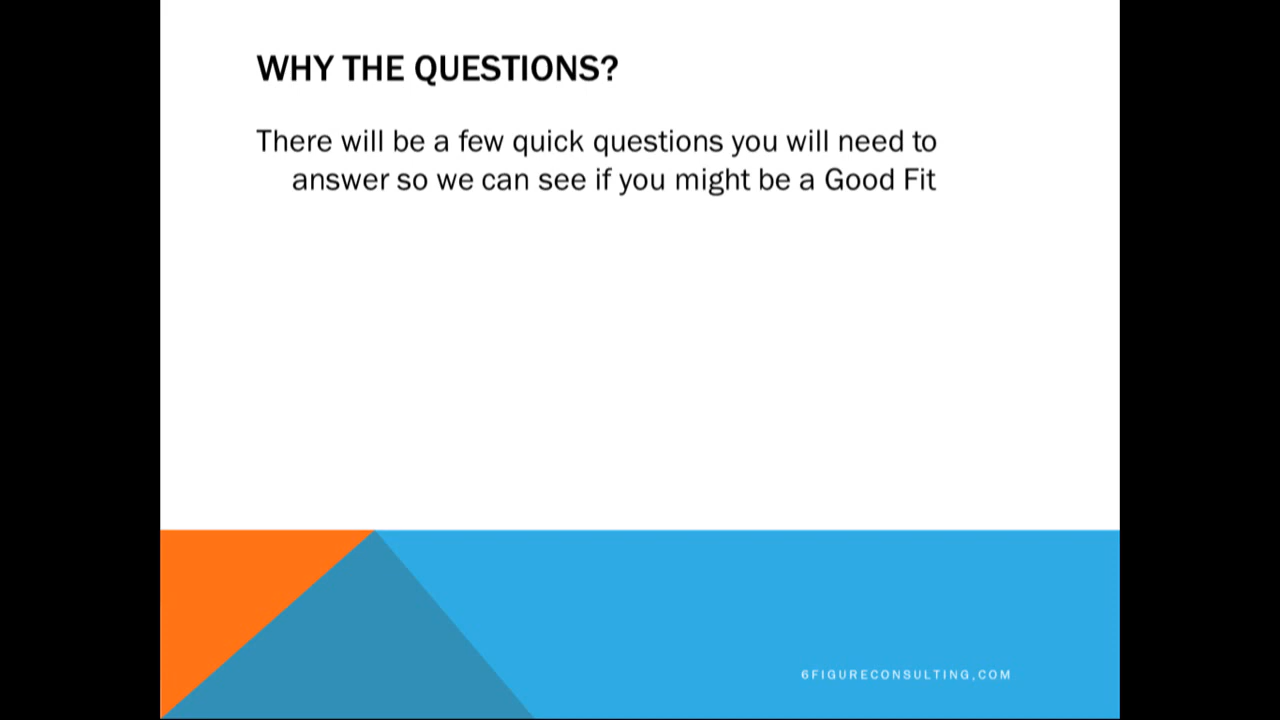 WHY THE QUESTIONS?
There will be a few quick questions you will need to
answer so we can see if you might be a Good Fit
6FIGURECONSULTING,COM